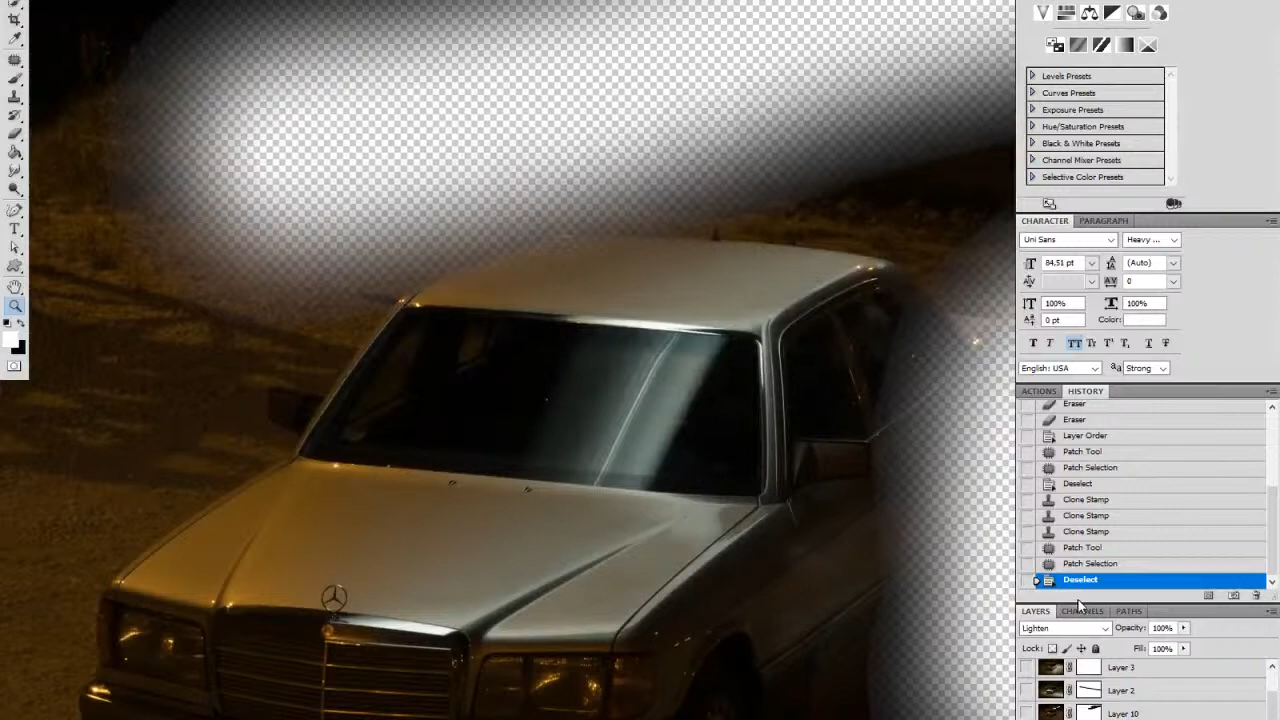 Levels Presets
Curves Presets
Exposure Presets
Hue/Saturation Presets
Black & White Presets
Channel Mixer Presets
Selective Color Presets
CHARACTER PARAGRAPH
Uni Sans Heavy ...
84.51 pt (Auto)
0
100% 100%
0 pt Color:
T T TT Tr T' T, T T
English: USA aa Strong
ACTIONS HISTORY
Eraser
Eraser
Layer Order
Patch Tool
Patch Selection
Deselect
Clone Stamp
Clone Stamp
Clone Stamp
Patch Tool
Patch Selection
Deselect
LAYERS CHANNELS PATHS
Lighten Opacity: 100%
Lock: Fill: 100%
Layer 3
Layer 2
Layer 10